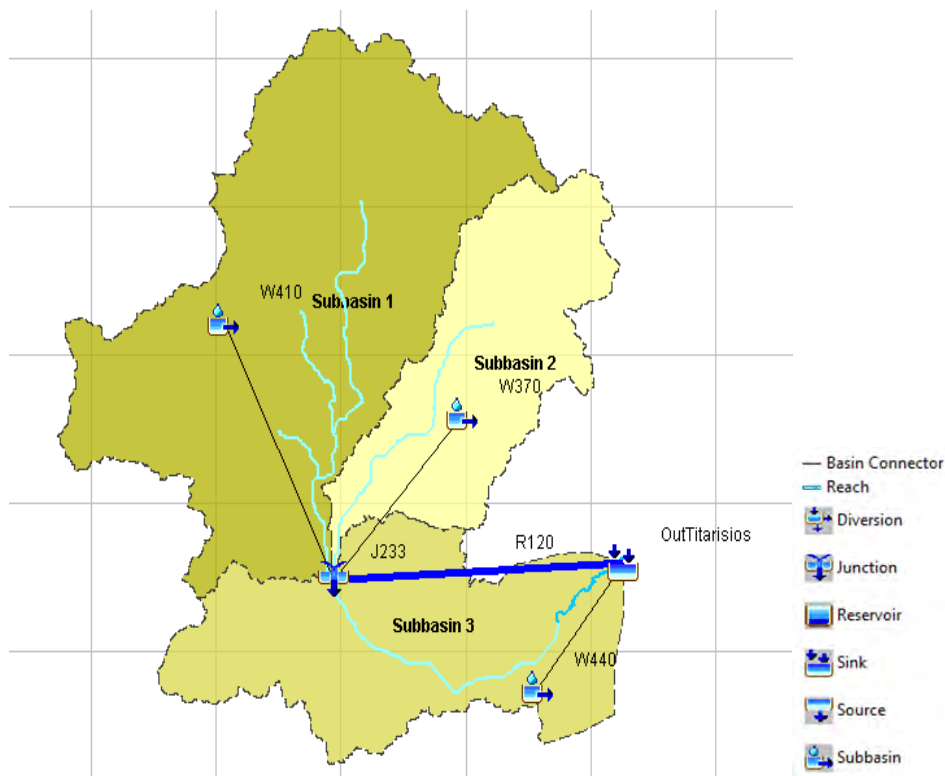 W410
Subbasin 1
Subbasin 2
W370
J233
R120
OutTitarisios
Subbasin 3
W440
Basin Connector
Reach
Diversion
Junction
Reservoir
Sink
Source
Subbasin